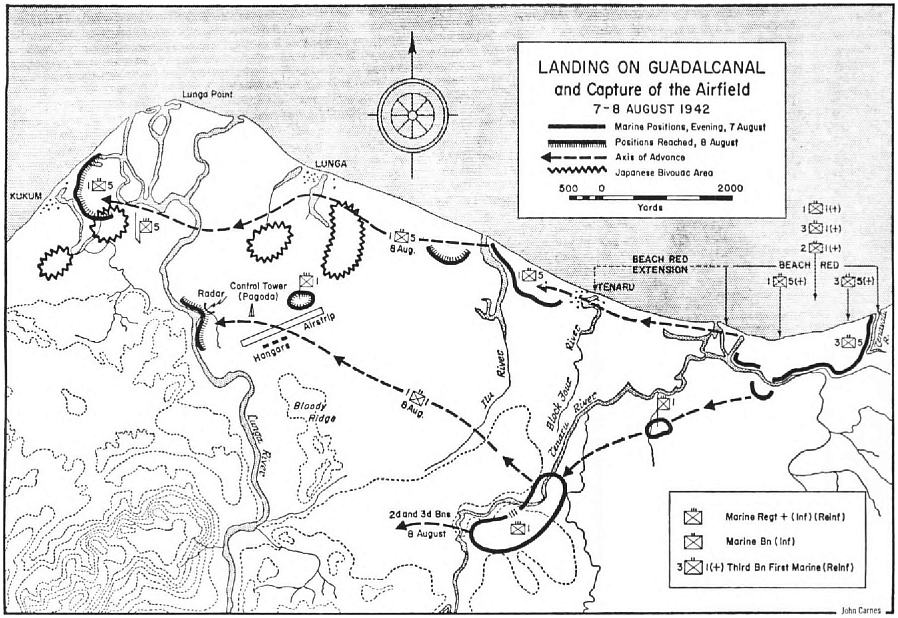 LANDING ON GUADALCANAL
and Capture of the Airfield
7-8 AUGUST 1942
Marine Positions, Evening, 7 August
Positions Reached, 8 August
Axis of Advance
Japanese Bivouac Area
500 0 2000
Yards
Lunga Point
LUNGA
KUKUM
1 5
5
1 5
8 Aug.
1 5
1
Radar
Control Tower
(Pagoda)
Airstrip
Hangars
TENARU
BEACH RED
EXTENSION
BEACH RED
1 1(+)
3 1(+)
2 1(+)
1 5(+)
3 5(+)
3 5
Tenaru
R.
Ilu
River
Block Four
River
Tenaru River
1
1 1
8 Aug.
Bloody
Ridge
Lunga
River
2d and 3d Bns
8 August
1
Marine Regt + (Inf) (Reinf)
Marine Bn (Inf)
3 1(+) Third Bn First Marine (Reinf)
John Carnes